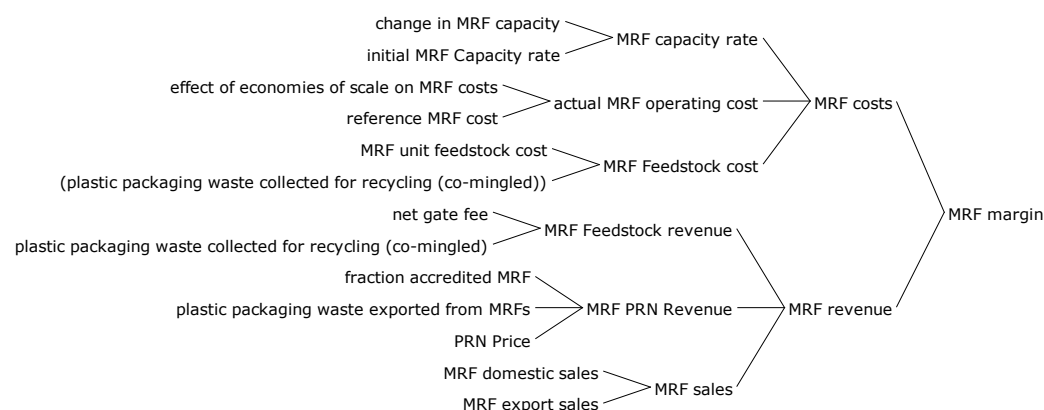 change in MRF capacity
initial MRF Capacity rate
MRF capacity rate
effect of economies of scale on MRF costs
reference MRF cost
actual MRF operating cost
MRF costs
MRF unit feedstock cost
(plastic packaging waste collected for recycling (co-mingled))
MRF Feedstock cost
MRF margin
net gate fee
plastic packaging waste collected for recycling (co-mingled)
MRF Feedstock revenue
fraction accredited MRF
plastic packaging waste exported from MRFs
PRN Price
MRF PRN Revenue
MRF revenue
MRF domestic sales
MRF export sales
MRF sales